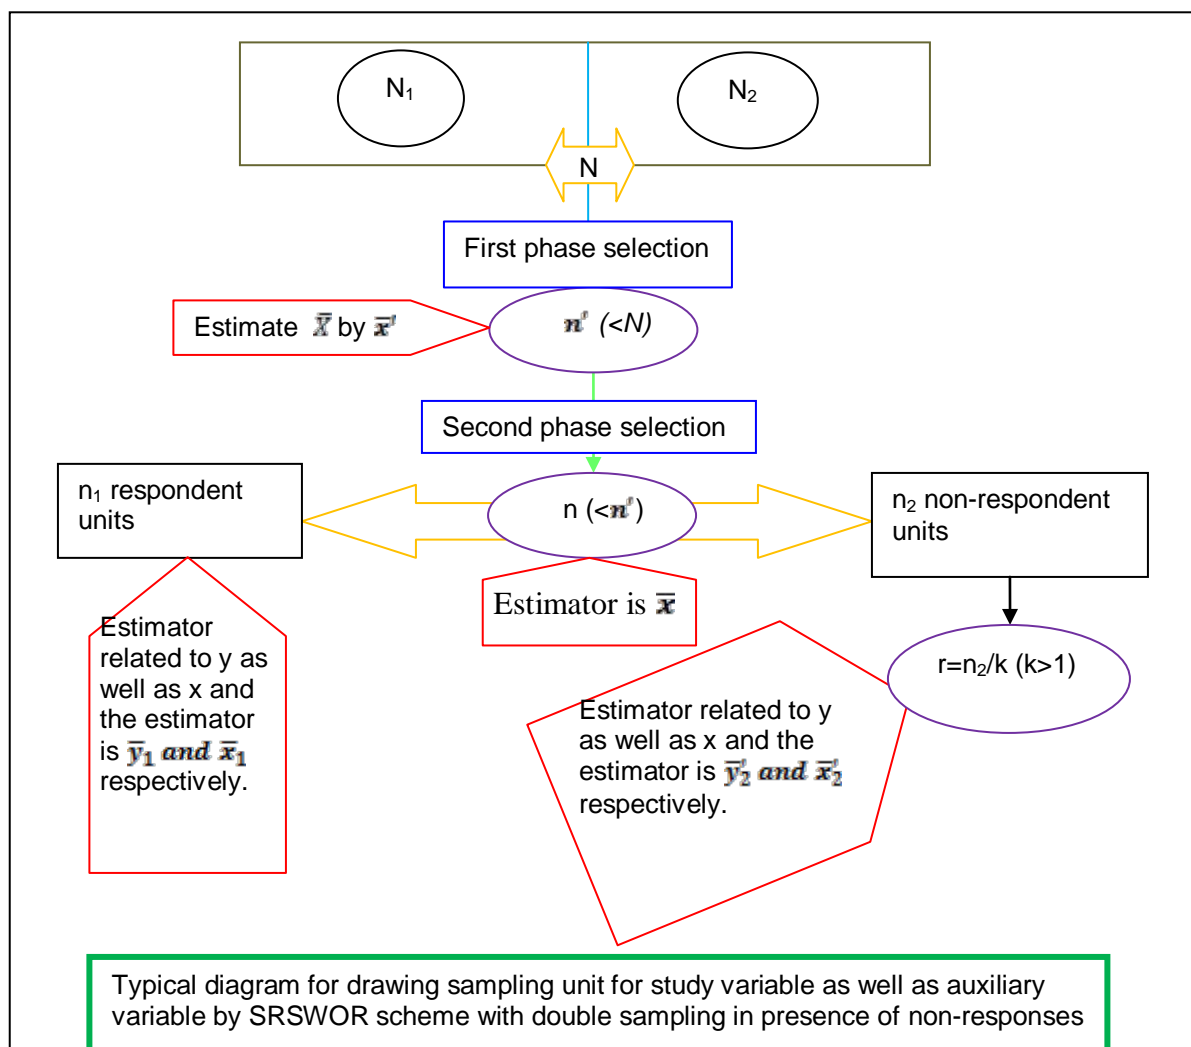 N₁
N₂
N
First phase selection
Estimate X̅ by x̅'
n' (<N)
Second phase selection
n₁ respondent
units
n (<n')
n₂ non-respondent
units
Estimator is x̅
Estimator
related to y as
well as x and
the estimator
is y̅₁ and x̅₁
respectively.
r=n₂/k (k>1)
Estimator related to y
as well as x and the
estimator is y̅'₂ and x̅'₂
respectively.
Typical diagram for drawing sampling unit for study variable as well as auxiliary
variable by SRSWOR scheme with double sampling in presence of non-responses